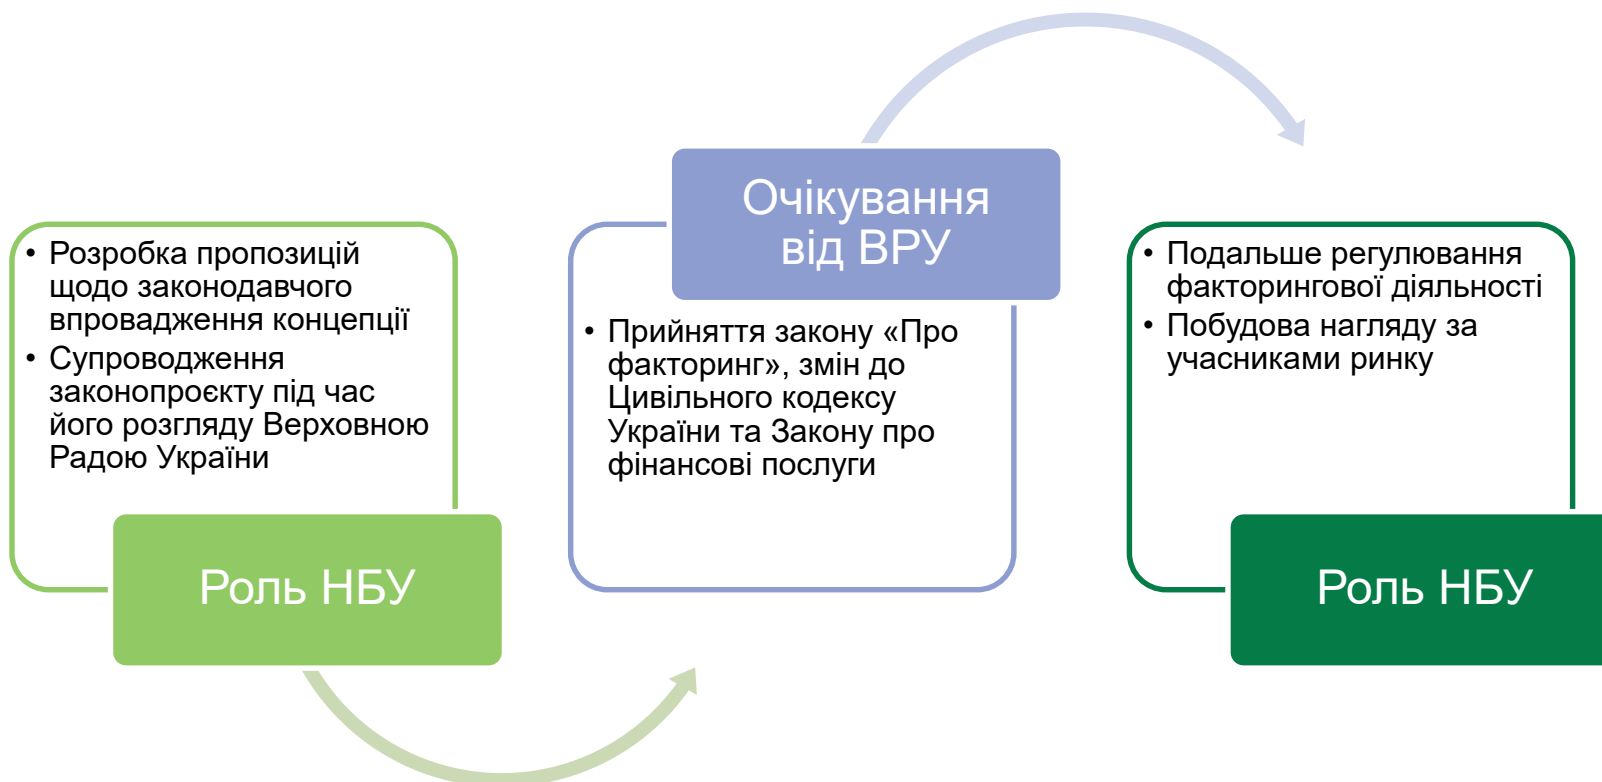 • Розробка пропозицій
щодо законодавчого
впровадження концепції
• Супроводження
законопроєкту під час
його розгляду Верховною
Радою України
Роль НБУ
Очікування
від ВРУ
• Прийняття закону «Про
факторинг», змін до
Цивільного кодексу
України та Закону про
фінансові послуги
• Подальше регулювання
факторингової діяльності
• Побудова нагляду за
учасниками ринку
Роль НБУ